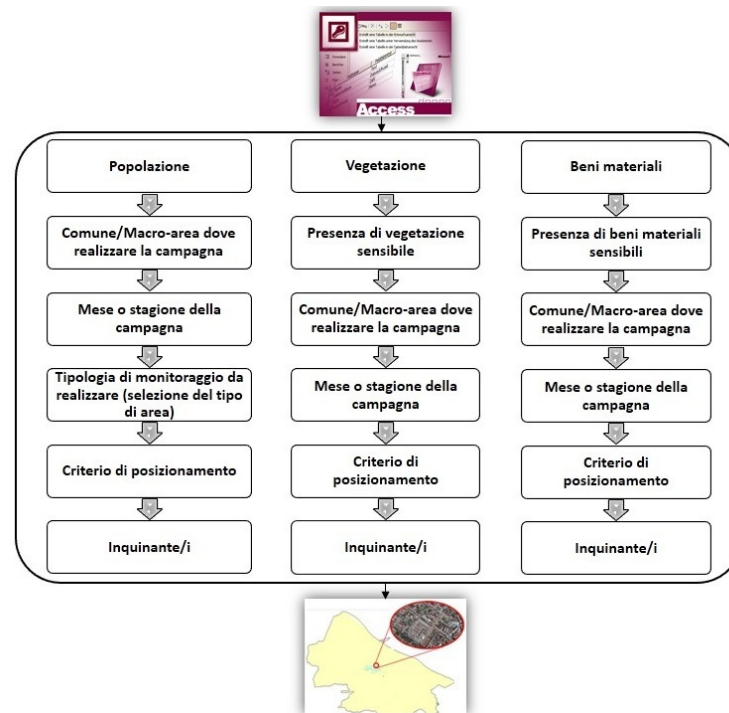 Access
Popolazione
Comune/Macro-area dove
realizzare la campagna
Mese o stagione della
campagna
Tipologia di monitoraggio da
realizzare (selezione del tipo
di area)
Criterio di posizionamento
Inquinante/i
Vegetazione
Presenza di vegetazione
sensibile
Comune/Macro-area dove
realizzare la campagna
Mese o stagione della
campagna
Criterio di
posizionamento
Inquinante/i
Beni materiali
Presenza di beni materiali
sensibili
Comune/Macro-area dove
realizzare la campagna
Mese o stagione della
campagna
Criterio di
posizionamento
Inquinante/i